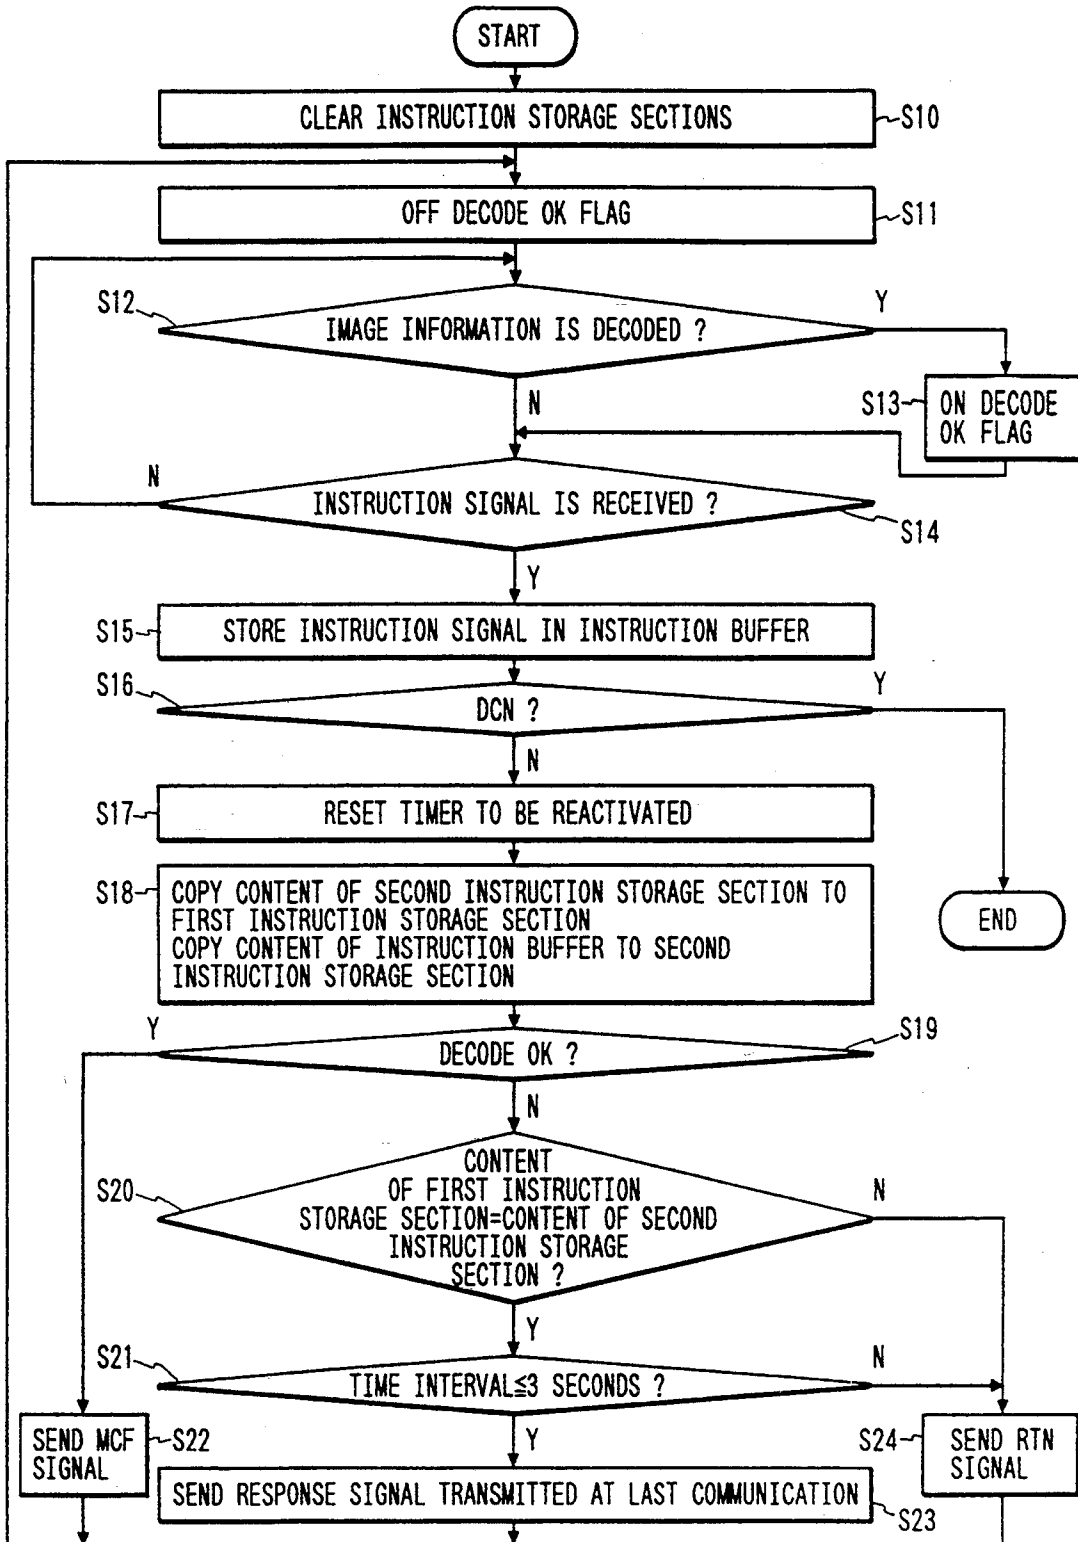 START
CLEAR INSTRUCTION STORAGE SECTIONS
S10
OFF DECODE OK FLAG
S11
S12
IMAGE INFORMATION IS DECODED ?
Y
N
S13
ON DECODE
OK FLAG
N
INSTRUCTION SIGNAL IS RECEIVED ?
S14
Y
S15
STORE INSTRUCTION SIGNAL IN INSTRUCTION BUFFER
S16
DCN ?
Y
N
S17
RESET TIMER TO BE REACTIVATED
S18
COPY CONTENT OF SECOND INSTRUCTION STORAGE SECTION TO
FIRST INSTRUCTION STORAGE SECTION
COPY CONTENT OF INSTRUCTION BUFFER TO SECOND
INSTRUCTION STORAGE SECTION
END
Y
DECODE OK ?
S19
N
S20
CONTENT
OF FIRST INSTRUCTION
STORAGE SECTION=CONTENT OF SECOND
INSTRUCTION STORAGE
SECTION ?
N
Y
S21
TIME INTERVAL≦3 SECONDS ?
N
Y
SEND MCF
SIGNAL
S22
S24
SEND RTN
SIGNAL
SEND RESPONSE SIGNAL TRANSMITTED AT LAST COMMUNICATION
S23